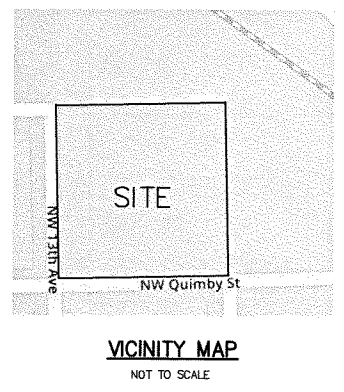 SITE
NW 13th Ave
NW Quimby St
VICINITY MAP
NOT TO SCALE